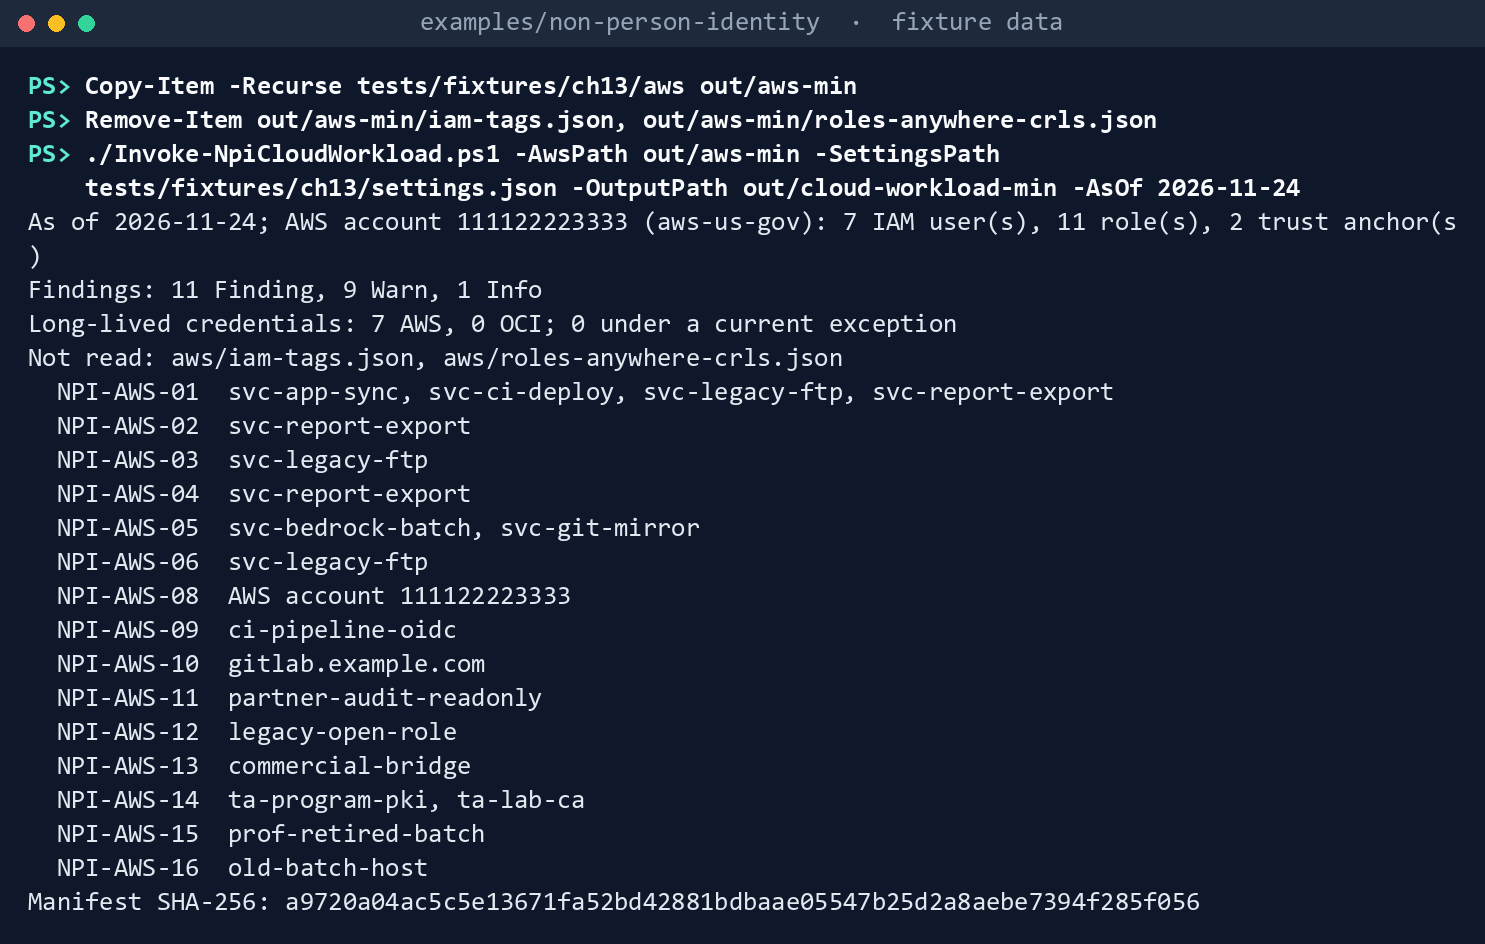 examples/non-person-identity · fixture data
PS> Copy-Item -Recurse tests/fixtures/ch13/aws out/aws-min
PS> Remove-Item out/aws-min/iam-tags.json, out/aws-min/roles-anywhere-crls.json
PS> ./Invoke-NpiCloudWorkload.ps1 -AwsPath out/aws-min -SettingsPath
    tests/fixtures/ch13/settings.json -OutputPath out/cloud-workload-min -AsOf 2026-11-24
As of 2026-11-24; AWS account 111122223333 (aws-us-gov): 7 IAM user(s), 11 role(s), 2 trust anchor(s
)
Findings: 11 Finding, 9 Warn, 1 Info
Long-lived credentials: 7 AWS, 0 OCI; 0 under a current exception
Not read: aws/iam-tags.json, aws/roles-anywhere-crls.json
  NPI-AWS-01  svc-app-sync, svc-ci-deploy, svc-legacy-ftp, svc-report-export
  NPI-AWS-02  svc-report-export
  NPI-AWS-03  svc-legacy-ftp
  NPI-AWS-04  svc-report-export
  NPI-AWS-05  svc-bedrock-batch, svc-git-mirror
  NPI-AWS-06  svc-legacy-ftp
  NPI-AWS-08  AWS account 111122223333
  NPI-AWS-09  ci-pipeline-oidc
  NPI-AWS-10  gitlab.example.com
  NPI-AWS-11  partner-audit-readonly
  NPI-AWS-12  legacy-open-role
  NPI-AWS-13  commercial-bridge
  NPI-AWS-14  ta-program-pki, ta-lab-ca
  NPI-AWS-15  prof-retired-batch
  NPI-AWS-16  old-batch-host
Manifest SHA-256: a9720a04ac5c5e13671fa52bd42881bdbaae05547b25d2a8aebe7394f285f056